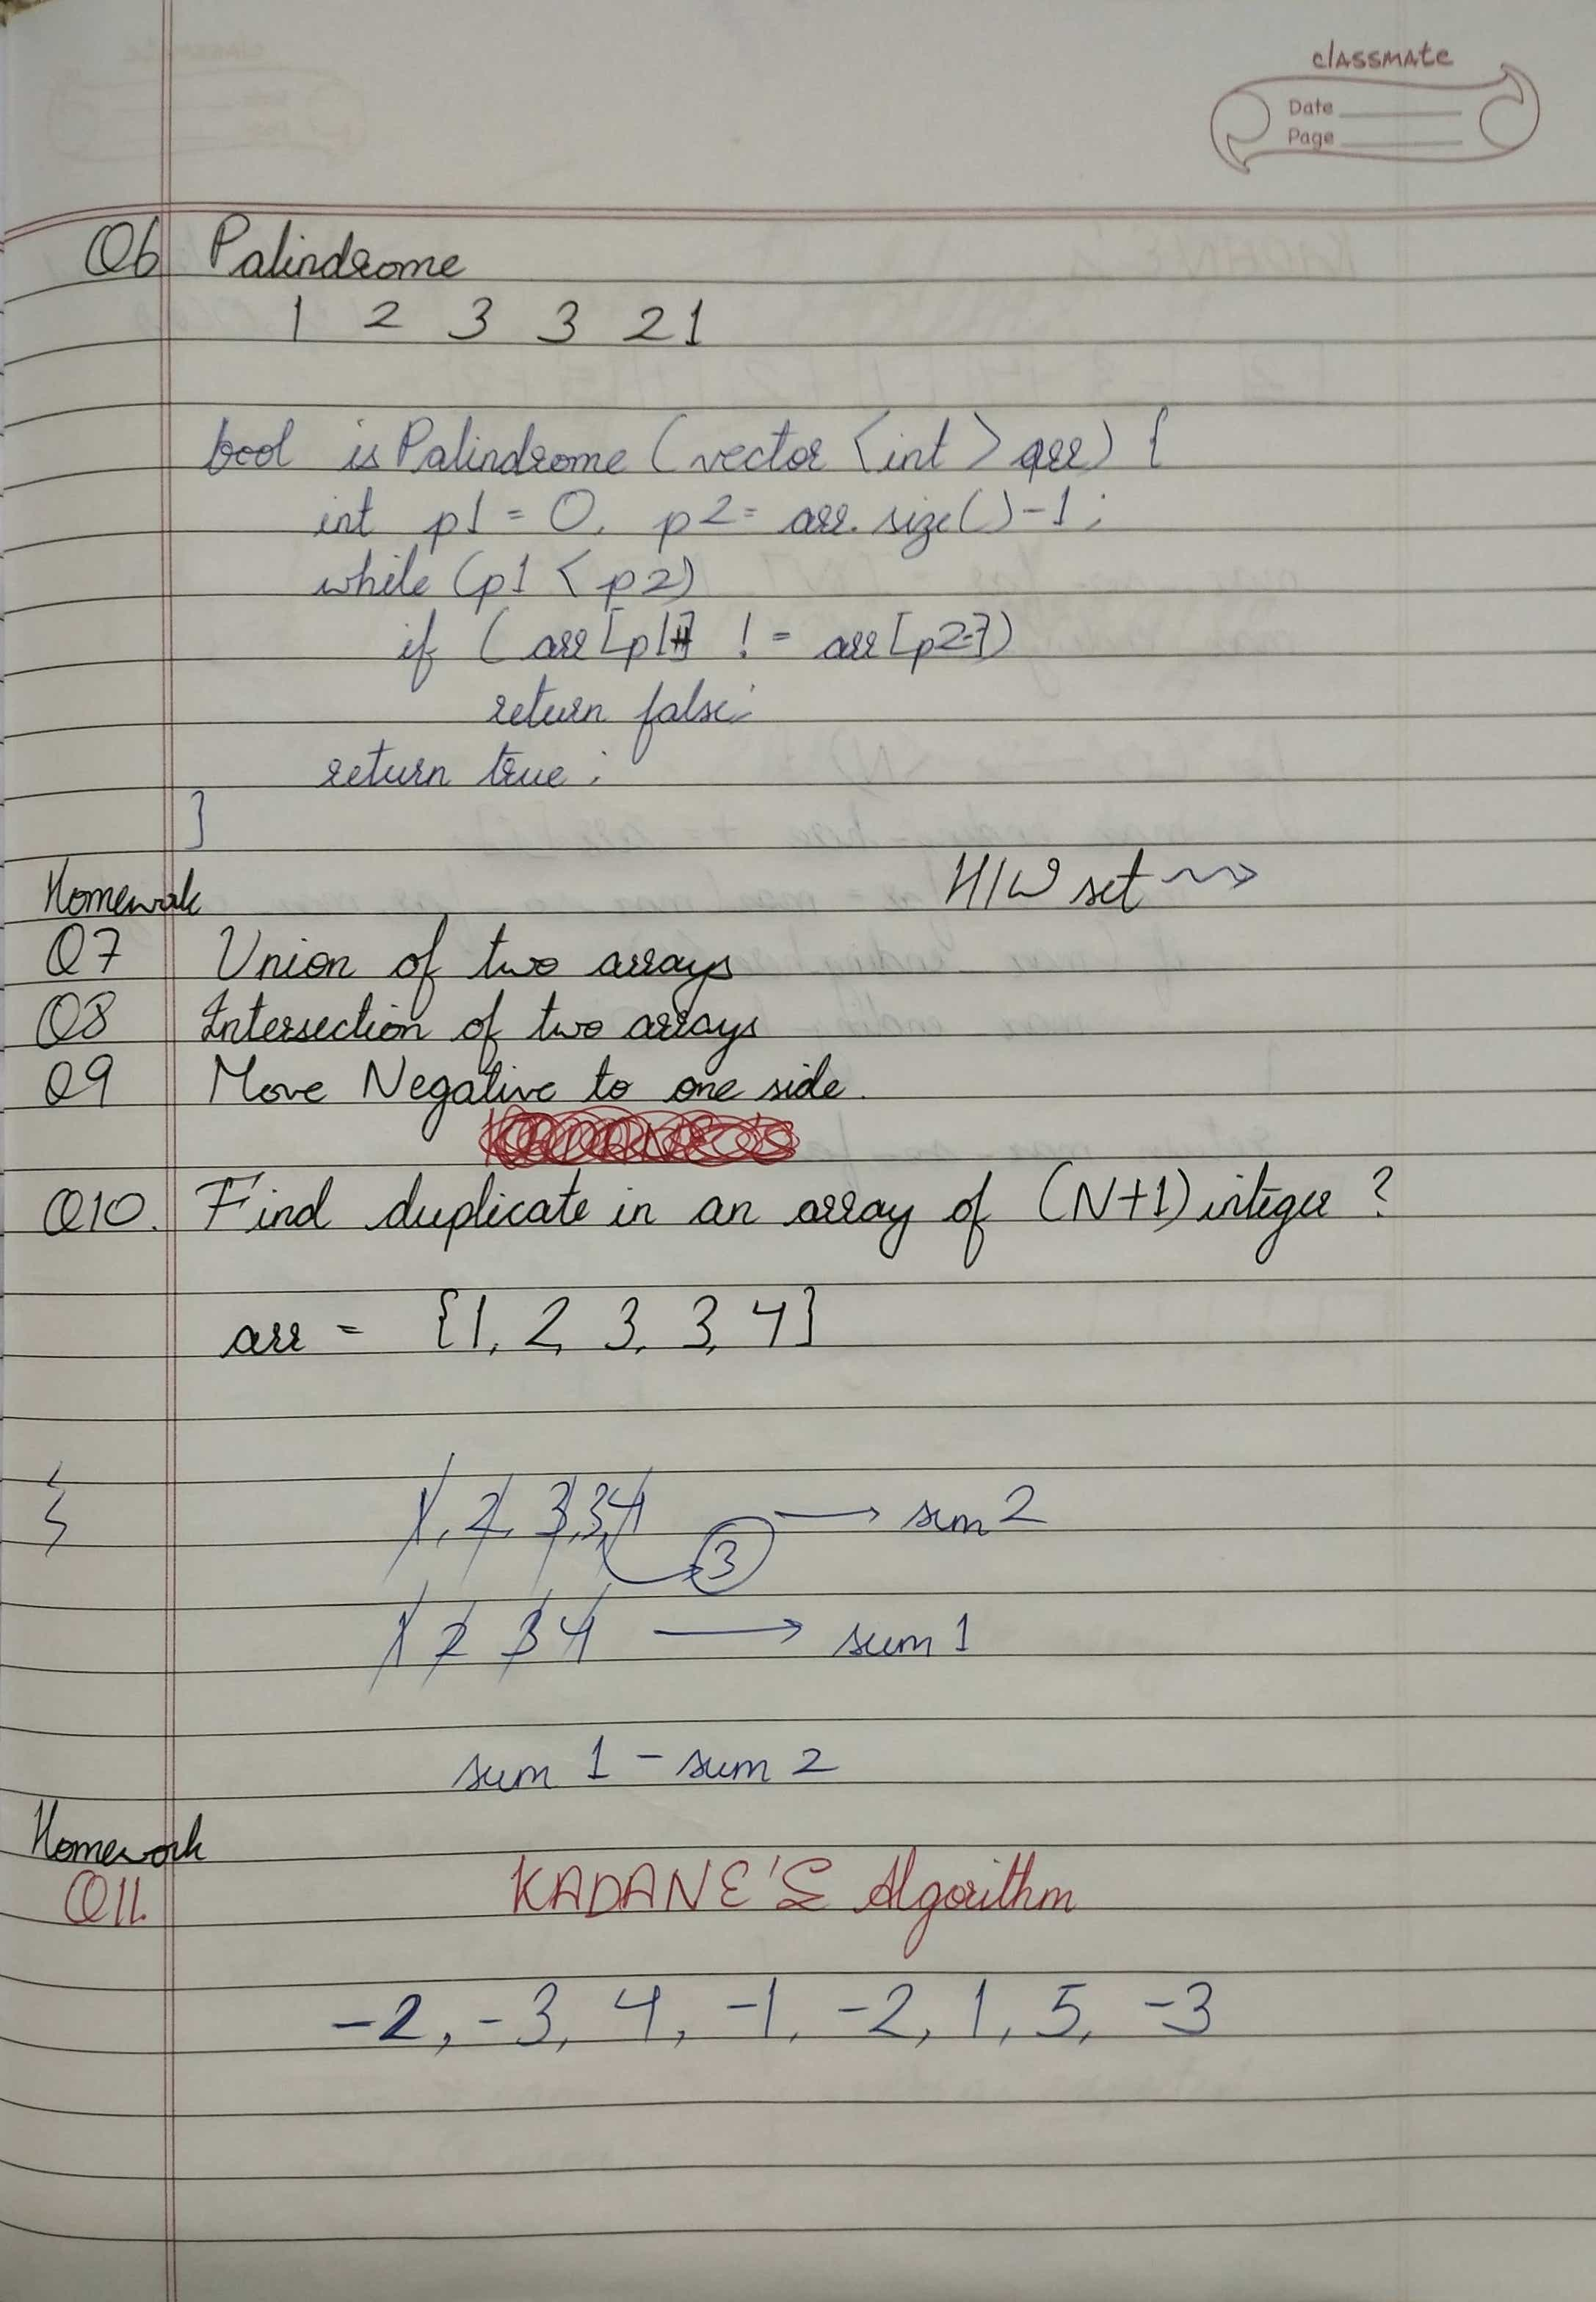 classmate
Date
Page
Q6 Palindrome
1 2 3 3 2 1
bool isPalindrome (vector <int> arr) {
int p1 = 0, p2 = arr.size()-1;
while (p1 < p2)
if (arr[p1++] != arr[p2--])
return false;
return true;
}
H/W set
Homework
Q7 Union of two arrays
Q8 Intersection of two arrays
Q9 Move Negative to one side.
Q10. Find duplicate in an array of (N+1) integer ?
arr = {1, 2, 3, 3, 4}
1, 2, 3, 3, 4 → sum 2
3
1 2 3 4 → sum 1
sum 1 - sum 2
Homework
Q11. KADANE'S Algorithm
-2, -3, 4, -1, -2, 1, 5, -3